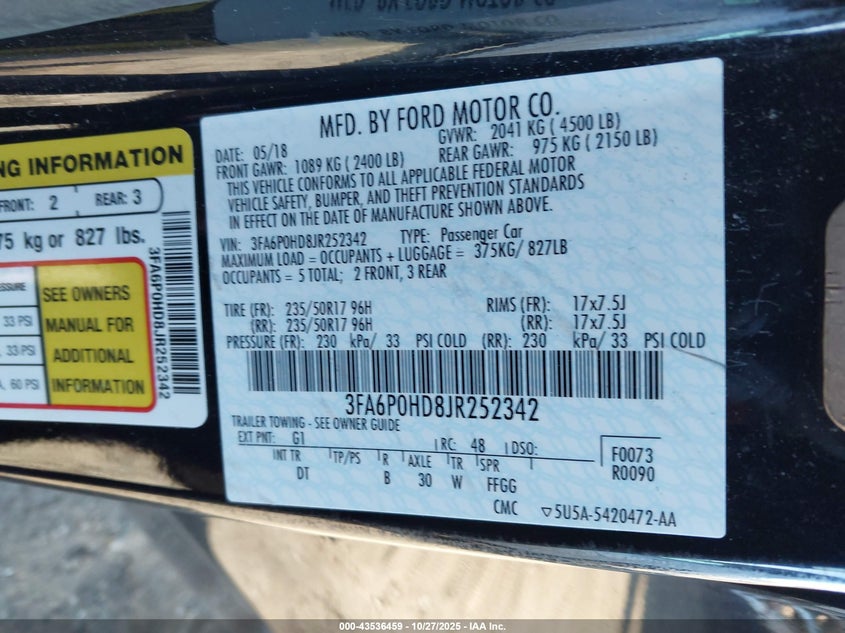 MFD. BY FORD MOTOR CO.
DATE: 05/18 GVWR: 2041 KG ( 4500 LB)
FRONT GAWR: 1089 KG ( 2400 LB) REAR GAWR: 975 KG ( 2150 LB)
THIS VEHICLE CONFORMS TO ALL APPLICABLE FEDERAL MOTOR
VEHICLE SAFETY, BUMPER, AND THEFT PREVENTION STANDARDS
IN EFFECT ON THE DATE OF MANUFACTURE SHOWN ABOVE.
VIN: 3FA6P0HD8JR252342 TYPE: Passenger Car
MAXIMUM LOAD = OCCUPANTS + LUGGAGE = 375KG/ 827LB
OCCUPANTS = 5 TOTAL; 2 FRONT, 3 REAR
TIRE (FR): 235/50R17 96H RIMS (FR): 17x7.5J
(RR): 235/50R17 96H (RR): 17x7.5J
PRESSURE (FR): 230 kPa/ 33 PSI COLD (RR): 230 kPa/ 33 PSI COLD
3FA6P0HD8JR252342
TRAILER TOWING - SEE OWNER GUIDE
EXT PNT: G1 RC: 48 DSO:
F0073
R0090
INT TR TP/PS R AXLE TR SPR
DT B 30 W FFGG
CMC ▽5U5A-5420472-AA
NG INFORMATION
FRONT: 2 REAR: 3
75 kg or 827 lbs.
3FA6P0HD8JR252342
SEE OWNERS
MANUAL FOR
ADDITIONAL
INFORMATION
33 PSI
33 PSI
60 PSI
000-43536459 - 10/27/2025 - IAA Inc.